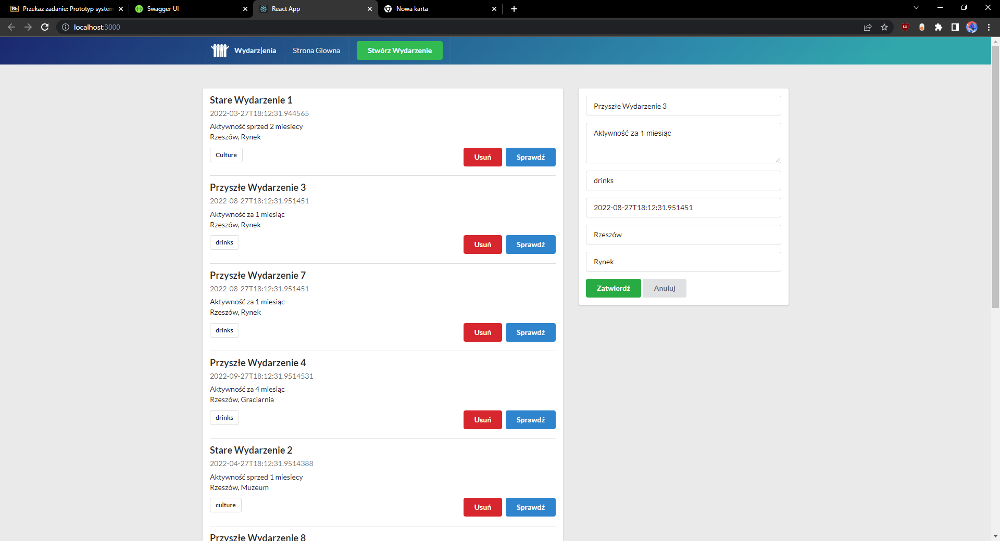 Przekaż zadanie: Prototyp system
Swagger UI
React App
Nowa karta
localhost:3000
Wydarz|enia
Strona Glowna
Stwórz Wydarzenie
Stare Wydarzenie 1
2022-03-27T18:12:31.944565
Aktywność sprzed 2 miesiecy
Rzeszów, Rynek
Culture
Usuń
Sprawdź
Przyszłe Wydarzenie 3
2022-08-27T18:12:31.951451
Aktywność za 1 miesiąc
Rzeszów, Rynek
drinks
Usuń
Sprawdź
Przyszłe Wydarzenie 7
2022-08-27T18:12:31.951451
Aktywność za 1 miesiąc
Rzeszów, Rynek
drinks
Usuń
Sprawdź
Przyszłe Wydarzenie 4
2022-09-27T18:12:31.9514531
Aktywność za 4 miesiąc
Rzeszów, Graciarnia
drinks
Usuń
Sprawdź
Stare Wydarzenie 2
2022-04-27T18:12:31.9514388
Aktywność sprzed 1 miesiecy
Rzeszów, Muzeum
culture
Usuń
Sprawdź
Przyszłe Wydarzenie 8
Przyszłe Wydarzenie 3
Aktywność za 1 miesiąc
drinks
2022-08-27T18:12:31.951451
Rzeszów
Rynek
Zatwierdź
Anuluj